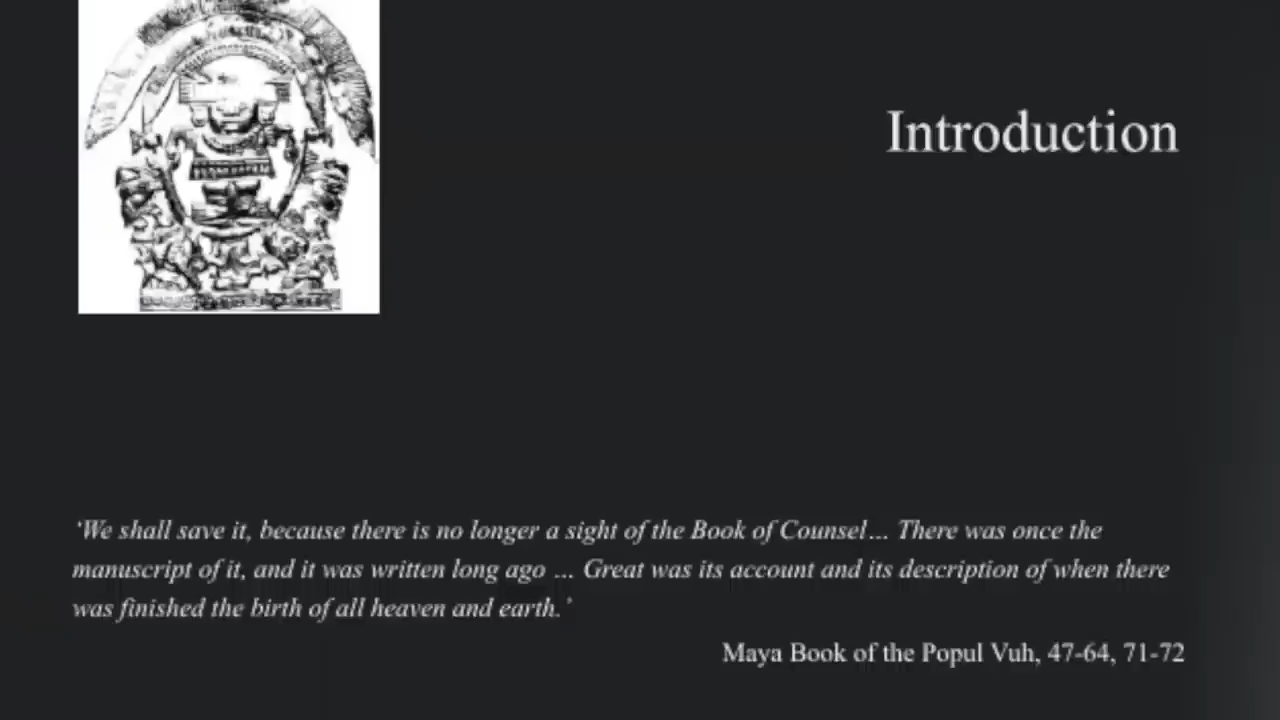 Introduction
‘We shall save it, because there is no longer a sight of the Book of Counsel… There was once the
manuscript of it, and it was written long ago … Great was its account and its description of when there
was finished the birth of all heaven and earth.’
Maya Book of the Popul Vuh, 47-64, 71-72